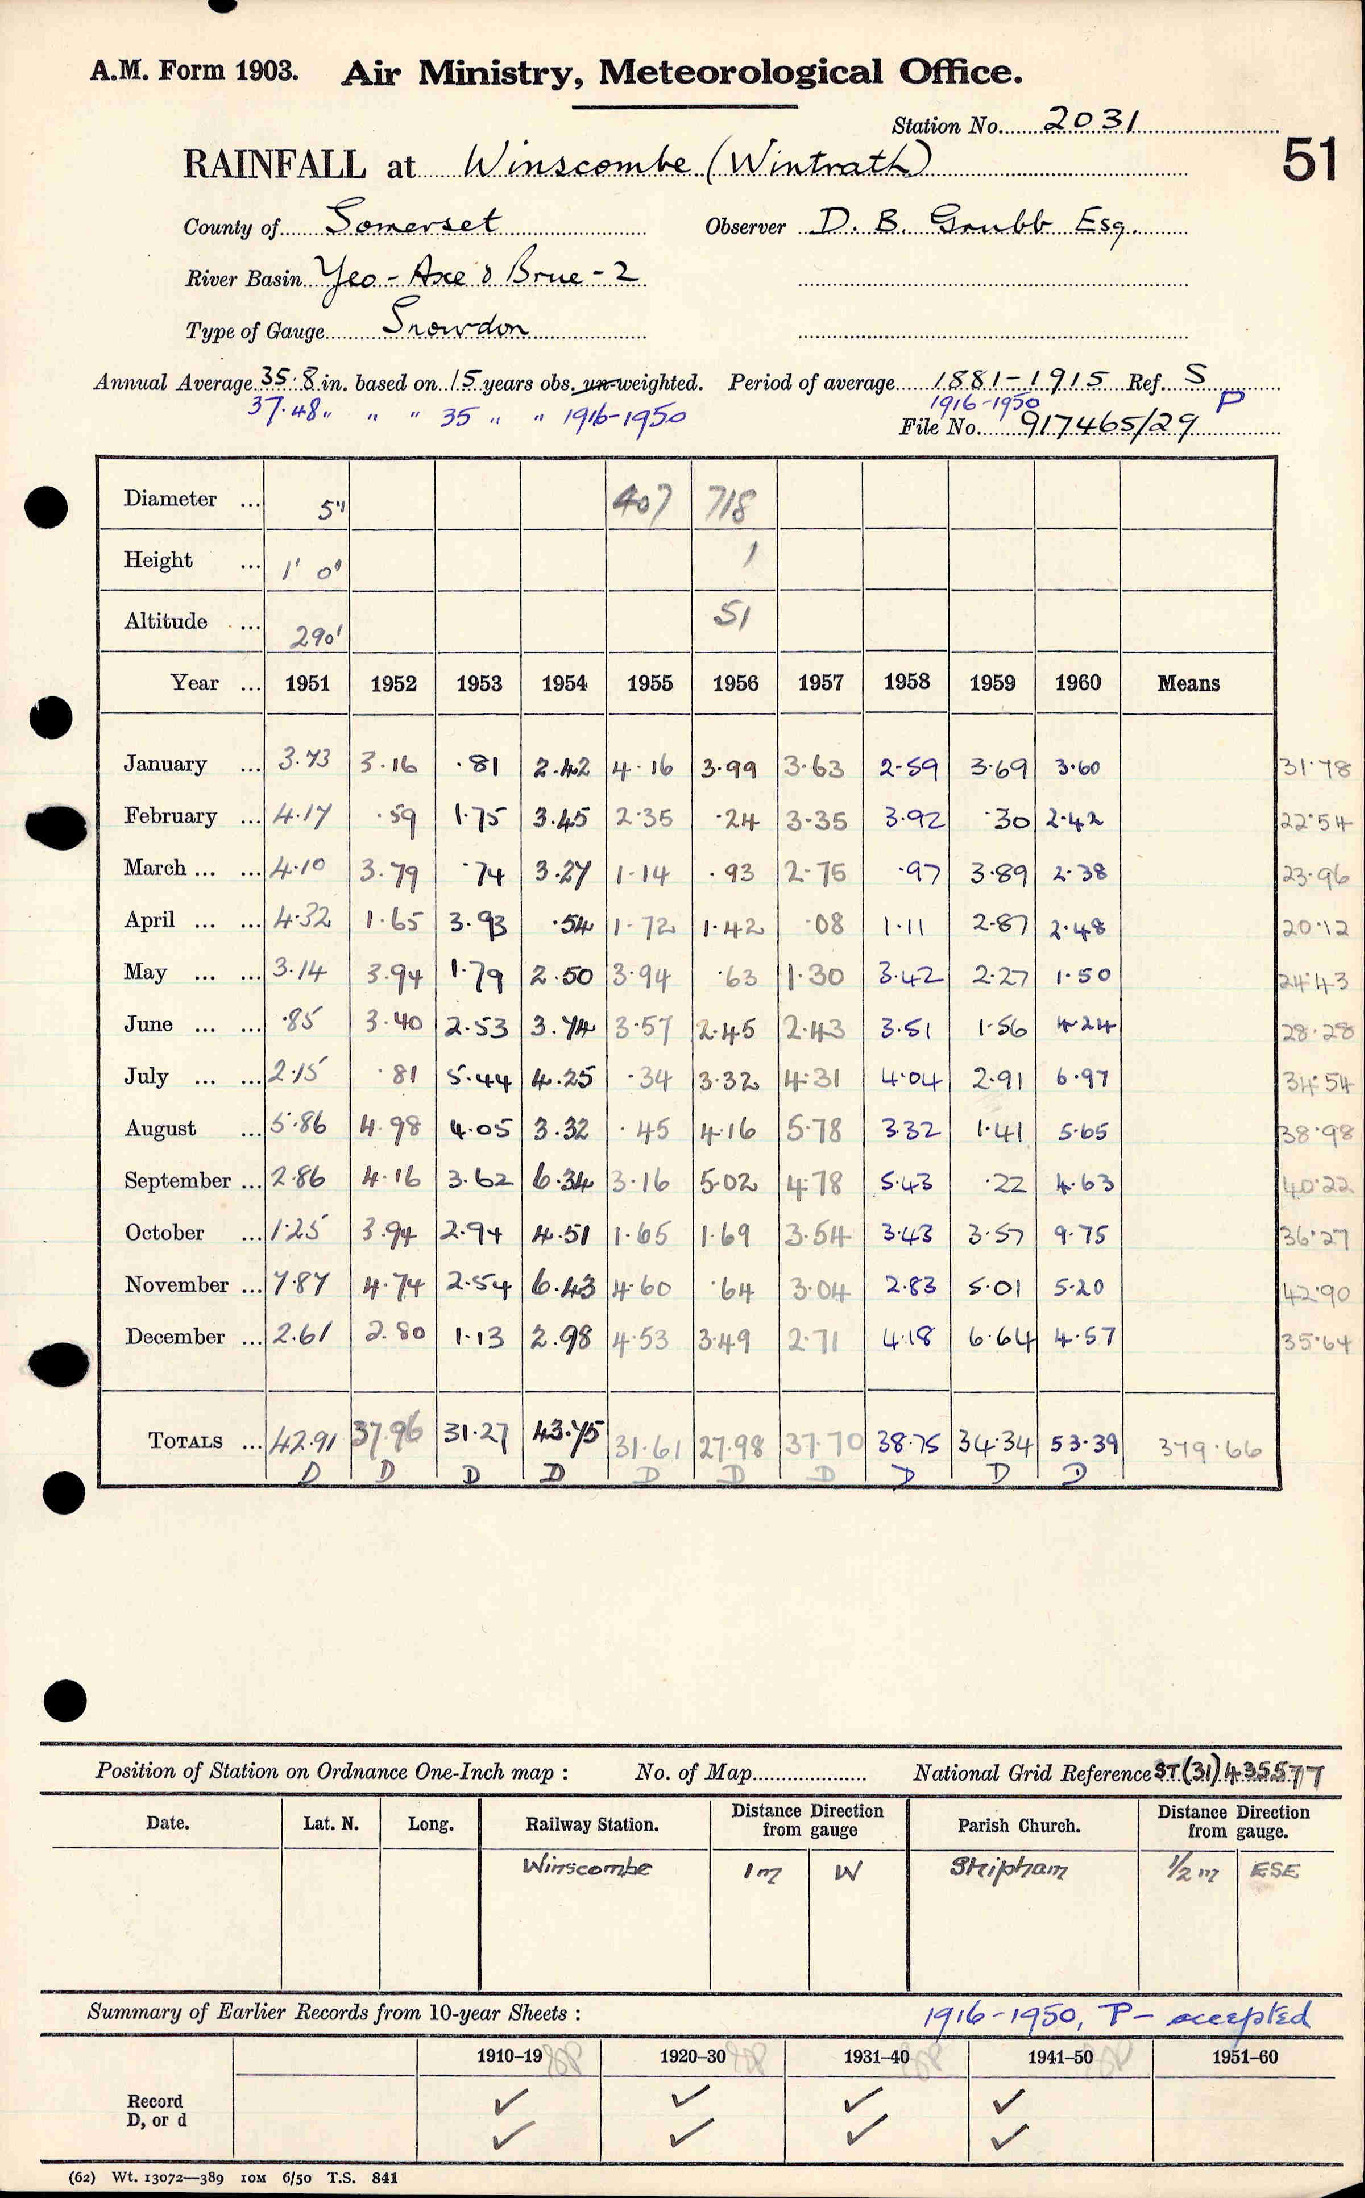 A.M. Form 1903. Air Ministry, Meteorological Office.
Station No. 2031
51
RAINFALL at Winscombe (Wintrath)
County of Somerset Observer D. B. Grubb Esq.
River Basin Yeo - Axe & Brue - 2
Type of Gauge Snowdon
Annual Average 35.8 in. based on 15 years obs. un-weighted. Period of average 1881-1915 Ref. S
37.48 " " " 35 " " 1916-1950 1916-1950 P
File No. 917465/29
Diameter ... 5" 407 718
Height ... 1' 0" 1
Altitude ... 290' 51
Year ... 1951 1952 1953 1954 1955 1956 1957 1958 1959 1960 Means
January ... 3.73 3.16 .81 2.42 4.16 3.99 3.63 2.59 3.69 3.60 31.78
February ... 4.17 .59 1.75 3.45 2.35 .24 3.35 3.92 .30 2.42 22.54
March ... ... 4.10 3.79 .74 3.27 1.14 .93 2.75 .97 3.89 2.38 23.96
April ... ... 4.32 1.65 3.93 .54 1.72 1.42 .08 1.11 2.87 2.48 20.12
May ... ... 3.14 3.94 1.79 2.50 3.94 .63 1.30 3.42 2.27 1.50 24.43
June ... ... .85 3.40 2.53 3.74 3.57 2.45 2.43 3.51 1.56 4.24 28.28
July ... ... 2.15 .81 5.44 4.25 .34 3.32 4.31 4.04 2.91 6.97 34.54
August ... 5.86 4.98 4.05 3.32 .45 4.16 5.78 3.32 1.41 5.65 38.98
September ... 2.86 4.16 3.62 6.34 3.16 5.02 4.78 5.43 .22 4.63 40.22
October ... 1.25 3.94 2.94 4.51 1.65 1.69 3.54 3.43 3.57 9.75 36.27
November ... 7.87 4.74 2.54 6.43 4.60 .64 3.04 2.83 5.01 5.20 42.90
December ... 2.61 2.80 1.13 2.98 4.53 3.49 2.71 4.18 6.64 4.57 35.64
TOTALS ... 42.91 37.96 31.27 43.75 31.61 27.98 37.70 38.75 34.34 53.39 379.66
D D D D D D D D D D
Position of Station on Ordnance One-Inch map : No. of Map National Grid Reference ST (31) 435577
Date. Lat. N. Long. Railway Station. Distance Direction from gauge Parish Church. Distance Direction from gauge.
Winscombe 1m W Shipham 1/2 m ESE
Summary of Earlier Records from 10-year Sheets : 1916-1950, P - accepted
1910–19 1920–30 1931–40 1941–50 1951–60
Record ✓ ✓ ✓ ✓
D, or d ✓ ✓ ✓ ✓
(62) Wt. 13072—389 10M 6/50 T.S. 841